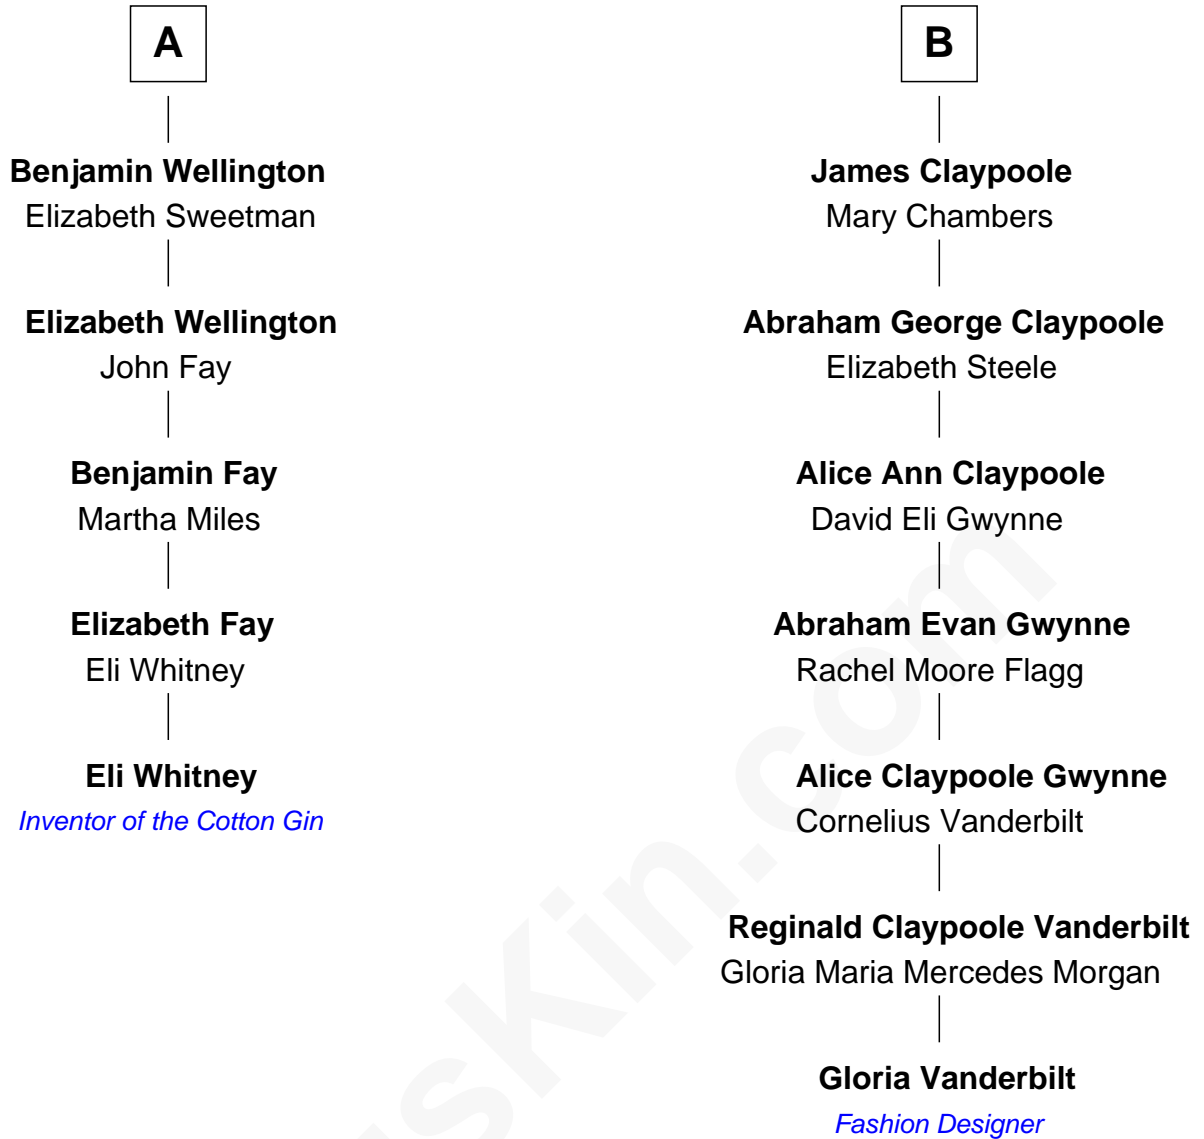 A
Benjamin Wellington
Elizabeth Sweetman
Elizabeth Wellington
John Fay
Benjamin Fay
Martha Miles
Elizabeth Fay
Eli Whitney
Eli Whitney
Inventor of the Cotton Gin
B
James Claypoole
Mary Chambers
Abraham George Claypoole
Elizabeth Steele
Alice Ann Claypoole
David Eli Gwynne
Abraham Evan Gwynne
Rachel Moore Flagg
Alice Claypoole Gwynne
Cornelius Vanderbilt
Reginald Claypoole Vanderbilt
Gloria Maria Mercedes Morgan
Gloria Vanderbilt
Fashion Designer